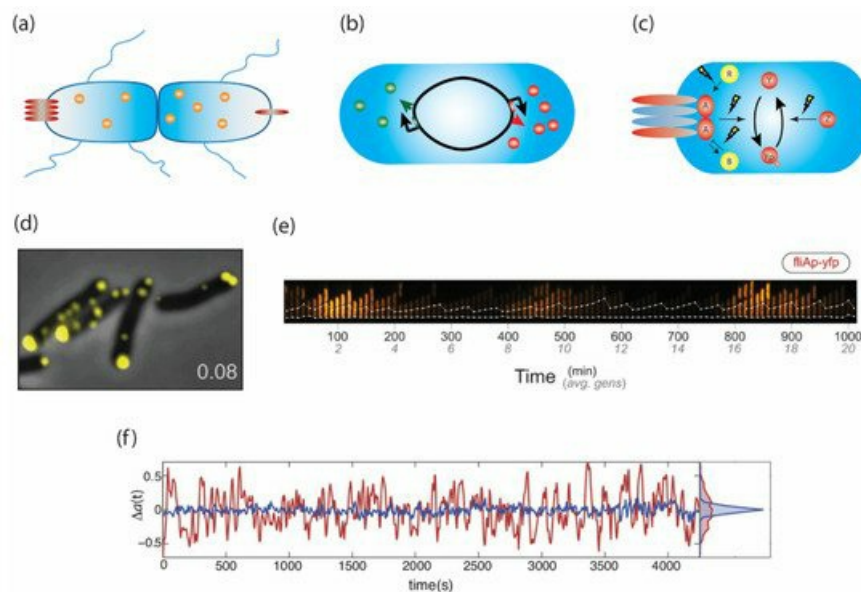 (a)
(b)
(c)
R
A
A
B
(d)
0.08
(e)
fliAp-yfp
100 200 300 400 500 600 700 800 900 1000
2 4 6 8 10 12 14 16 18 20
Time (min)
(avg. gens)
(f)
Δa(t)
0.5
0
−0.5
0 500 1000 1500 2000 2500 3000 3500 4000
time(s)